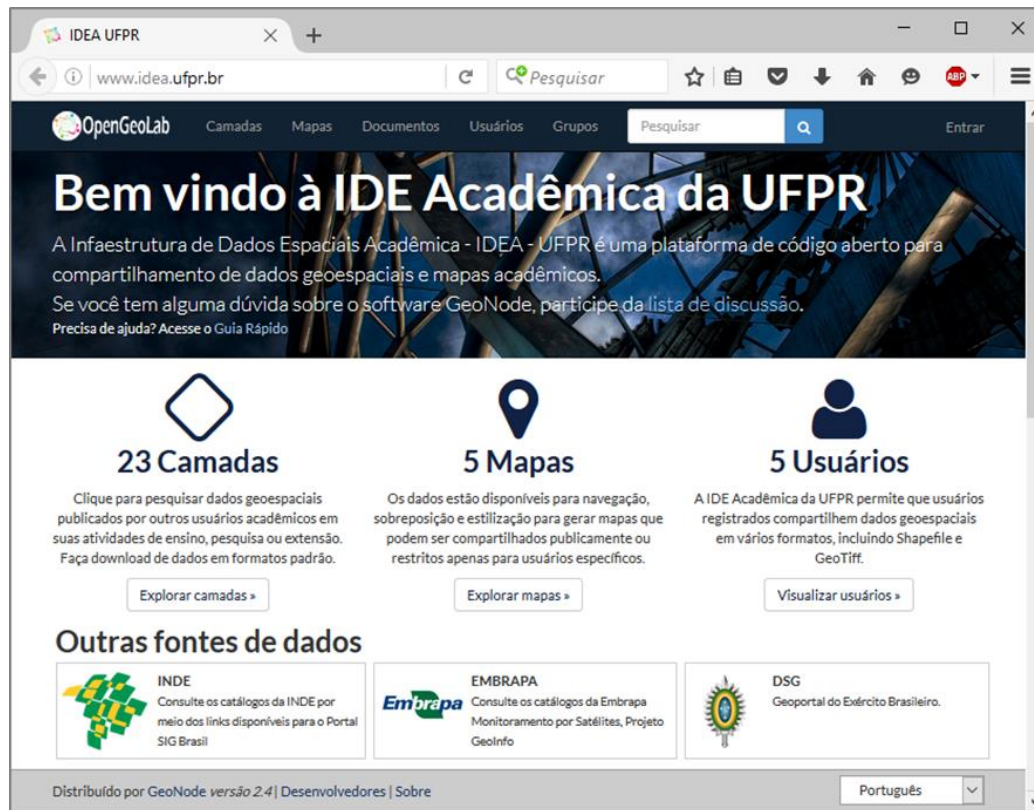 IDEA UFPR
www.idea.ufpr.br
Pesquisar
ABP
OpenGeoLab Camadas Mapas Documentos Usuários Grupos Pesquisar Entrar
Bem vindo à IDE Acadêmica da UFPR
A Infaestrutura de Dados Espaciais Acadêmica - IDEA - UFPR é uma plataforma de código aberto para
compartilhamento de dados geoespaciais e mapas acadêmicos.
Se você tem alguma dúvida sobre o software GeoNode, participe da lista de discussão.
Precisa de ajuda? Acesse o Guia Rápido
23 Camadas
Clique para pesquisar dados geoespaciais
publicados por outros usuários acadêmicos em
suas atividades de ensino, pesquisa ou extensão.
Faça download de dados em formatos padrão.
Explorar camadas »
5 Mapas
Os dados estão disponíveis para navegação,
sobreposição e estilização para gerar mapas que
podem ser compartilhados publicamente ou
restritos apenas para usuários específicos.
Explorar mapas »
5 Usuários
A IDE Acadêmica da UFPR permite que usuários
registrados compartilhem dados geoespaciais
em vários formatos, incluindo Shapefile e
GeoTiff.
Visualizar usuários »
Outras fontes de dados
INDE
Consulte os catálogos da INDE por
meio dos links disponíveis para o Portal
SIG Brasil
Embrapa
EMBRAPA
Consulte os catálogos da Embrapa
Monitoramento por Satélites, Projeto
GeoInfo
DSG
Geoportal do Exército Brasileiro.
Distribuído por GeoNode versão 2.4 | Desenvolvedores | Sobre
Português